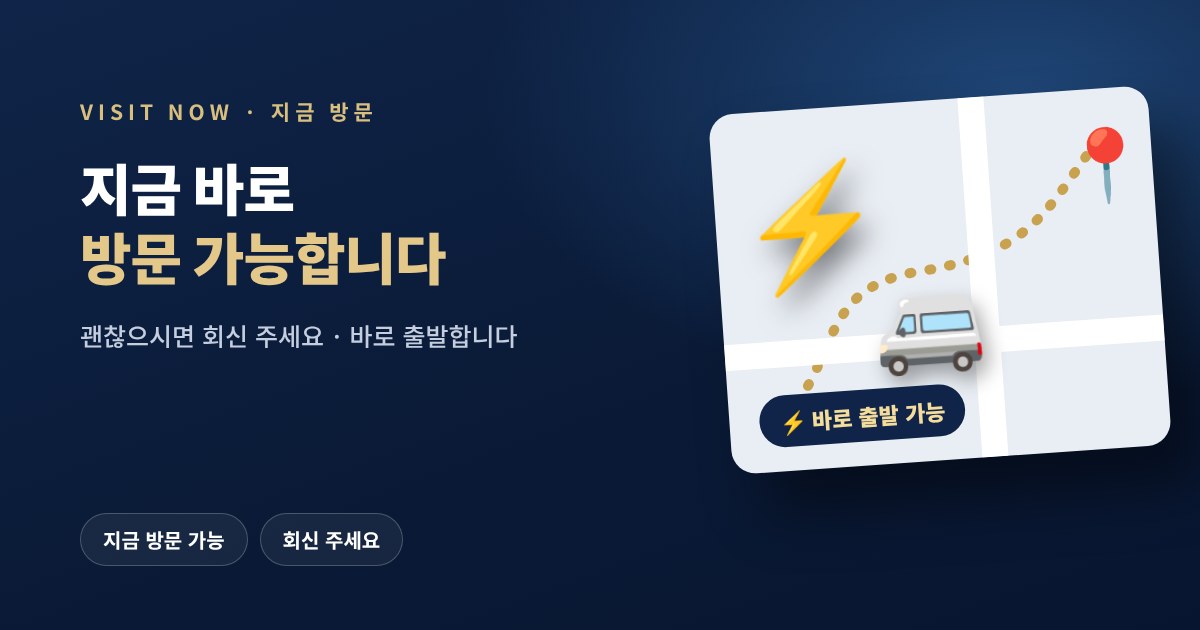 VISIT NOW · 지금 방문
지금 바로
방문 가능합니다
괜찮으시면 회신 주세요 · 바로 출발합니다
⚡ 바로 출발 가능
지금 방문 가능
회신 주세요